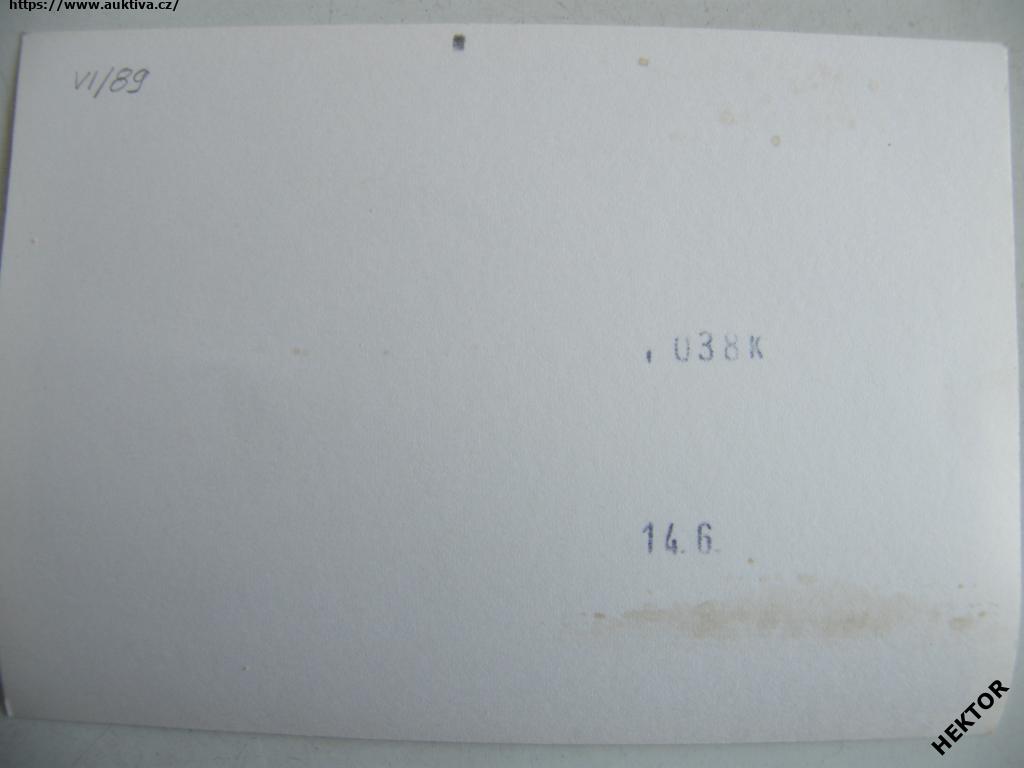 https://www.auktiva.cz/
VI/89
038K
14.6.
HEKTOR